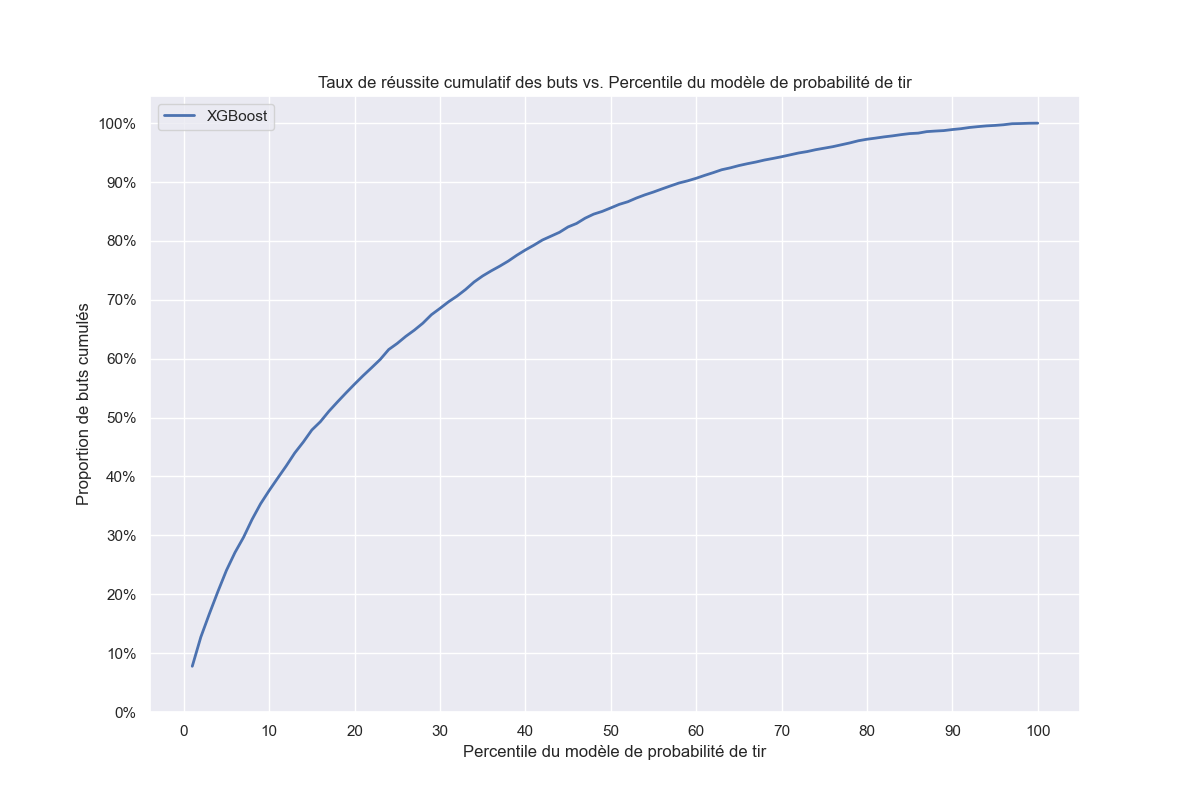 Taux de réussite cumulatif des buts vs. Percentile du modèle de probabilité de tir
XGBoost
100%
90%
80%
70%
60%
50%
40%
30%
20%
10%
0%
Proportion de buts cumulés
0 10 20 30 40 50 60 70 80 90 100
Percentile du modèle de probabilité de tir